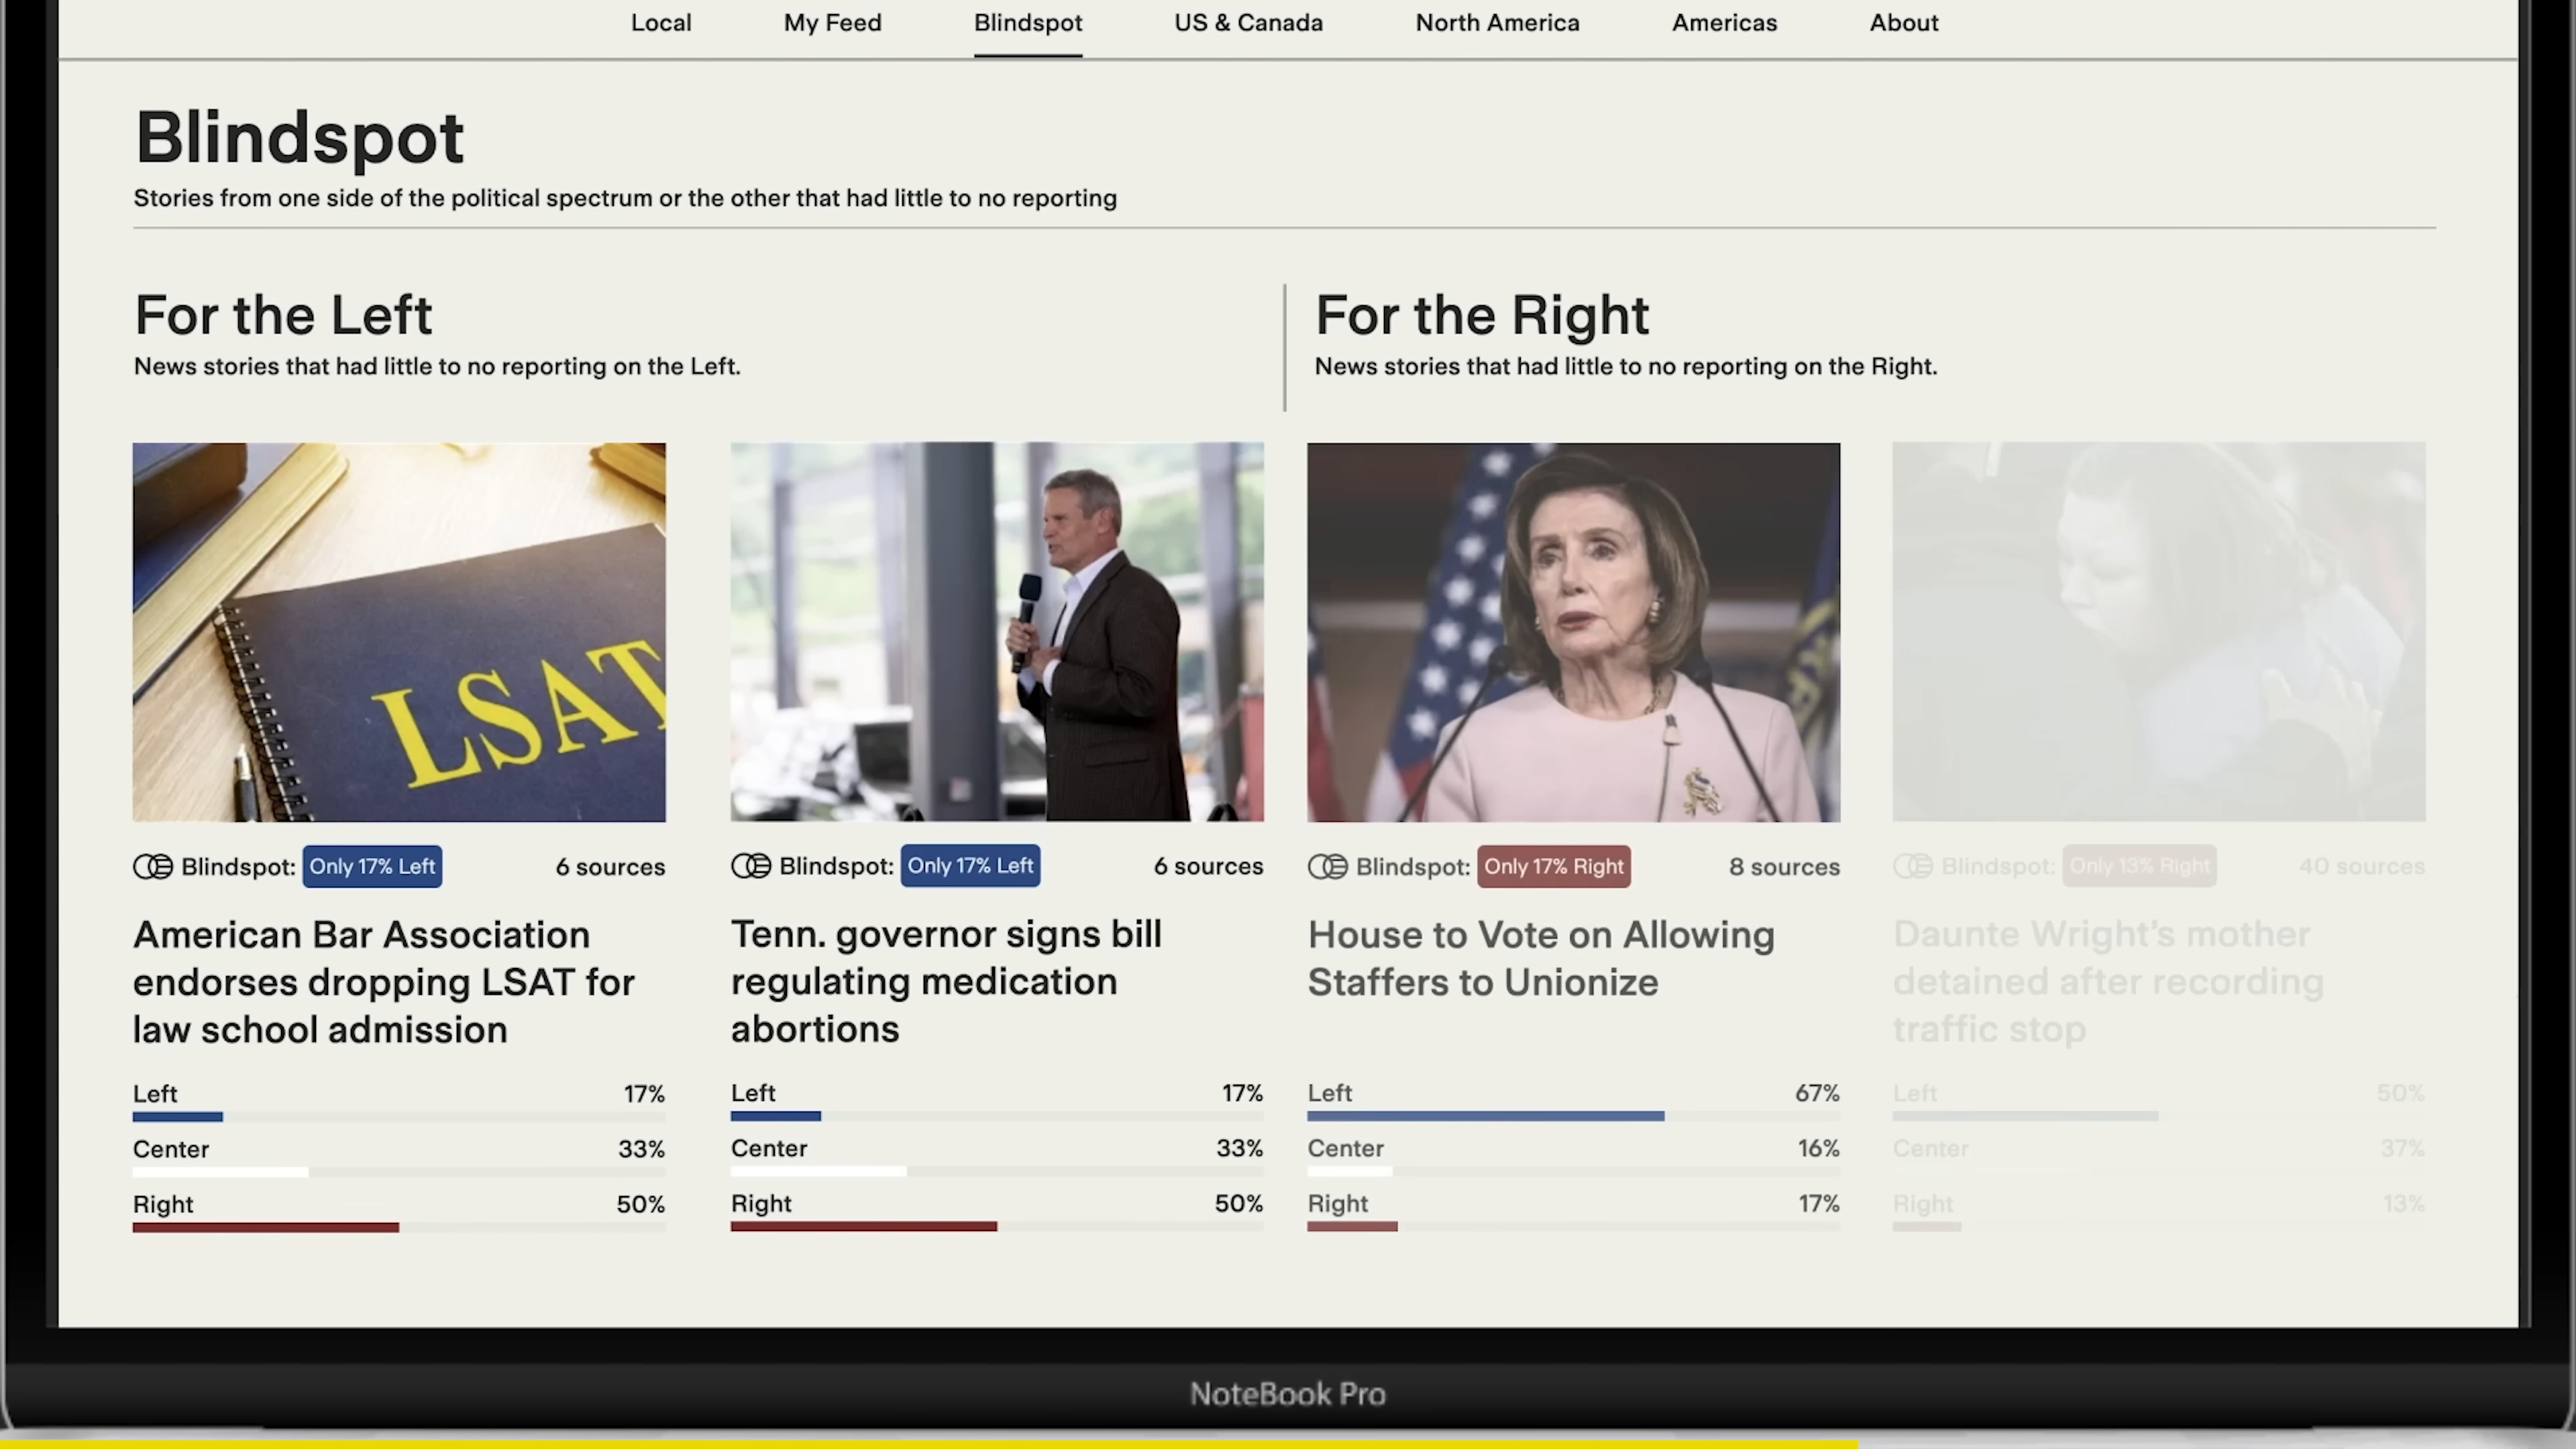 Local My Feed Blindspot US & Canada North America Americas About
Blindspot
Stories from one side of the political spectrum or the other that had little to no reporting
For the Left
News stories that had little to no reporting on the Left.
For the Right
News stories that had little to no reporting on the Right.
LSAT
Blindspot: Only 17% Left 6 sources
American Bar Association
endorses dropping LSAT for
law school admission
Left 17%
Center 33%
Right 50%
Blindspot: Only 17% Left 6 sources
Tenn. governor signs bill
regulating medication
abortions
Left 17%
Center 33%
Right 50%
Blindspot: Only 17% Right 8 sources
House to Vote on Allowing
Staffers to Unionize
Left 67%
Center 16%
Right 17%
Blindspot: Only 13% Right 40 sources
Daunte Wright's mother
detained after recording
traffic stop
Left 50%
Center 37%
Right 13%
NoteBook Pro